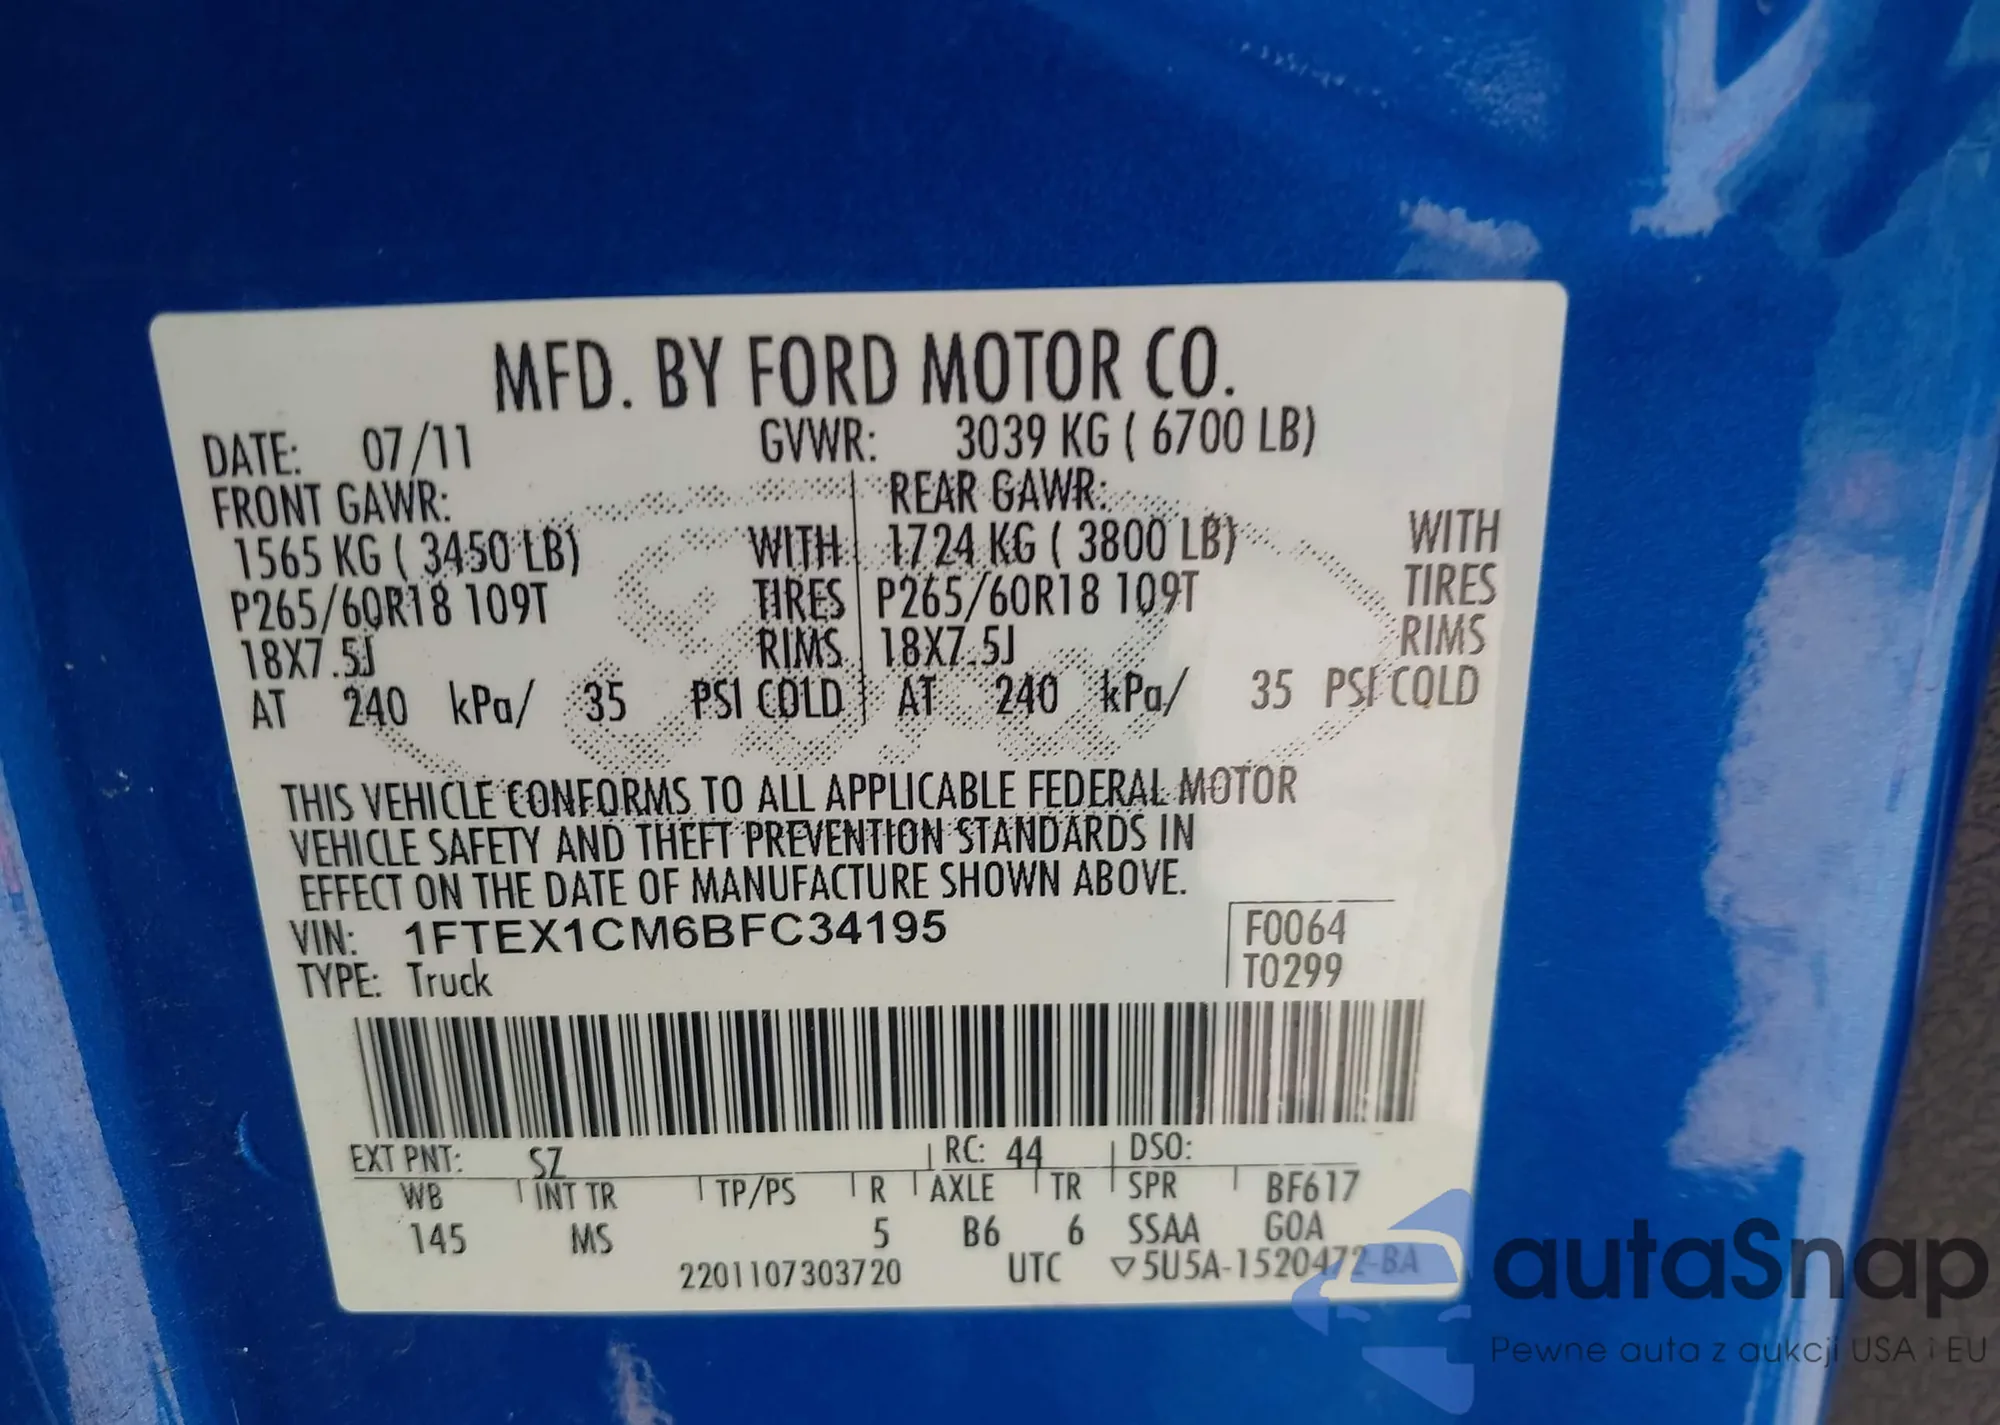 MFD. BY FORD MOTOR CO.
DATE: 07/11 GVWR: 3039 KG ( 6700 LB)
FRONT GAWR: REAR GAWR:
1565 KG ( 3450 LB) WITH 1724 KG ( 3800 LB) WITH
P265/60R18 109T TIRES P265/60R18 109T TIRES
18X7.5J RIMS 18X7.5J RIMS
AT 240 kPa/ 35 PSI COLD AT 240 kPa/ 35 PSI COLD
THIS VEHICLE CONFORMS TO ALL APPLICABLE FEDERAL MOTOR
VEHICLE SAFETY AND THEFT PREVENTION STANDARDS IN
EFFECT ON THE DATE OF MANUFACTURE SHOWN ABOVE.
VIN: 1FTEX1CM6BFC34195 F0064
TYPE: Truck T0299
EXT PNT: SZ RC: 44 DSO:
WB INT TR TP/PS R AXLE TR SPR BF617
145 MS 5 B6 6 SSAA GOA
2201107303720 UTC ▽5U5A-1520472-BA
autaSnap
Pewne auta z aukcji USA i EU